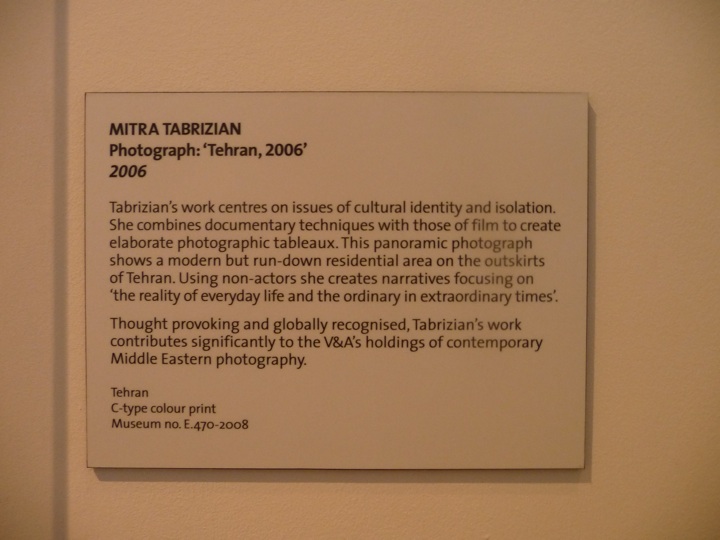 MITRA TABRIZIAN
Photograph: ‘Tehran, 2006’
2006
Tabrizian’s work centres on issues of cultural identity and isolation.
She combines documentary techniques with those of film to create
elaborate photographic tableaux. This panoramic photograph
shows a modern but run-down residential area on the outskirts
of Tehran. Using non-actors she creates narratives focusing on
‘the reality of everyday life and the ordinary in extraordinary times’.
Thought provoking and globally recognised, Tabrizian’s work
contributes significantly to the V&A’s holdings of contemporary
Middle Eastern photography.
Tehran
C-type colour print
Museum no. E.470-2008